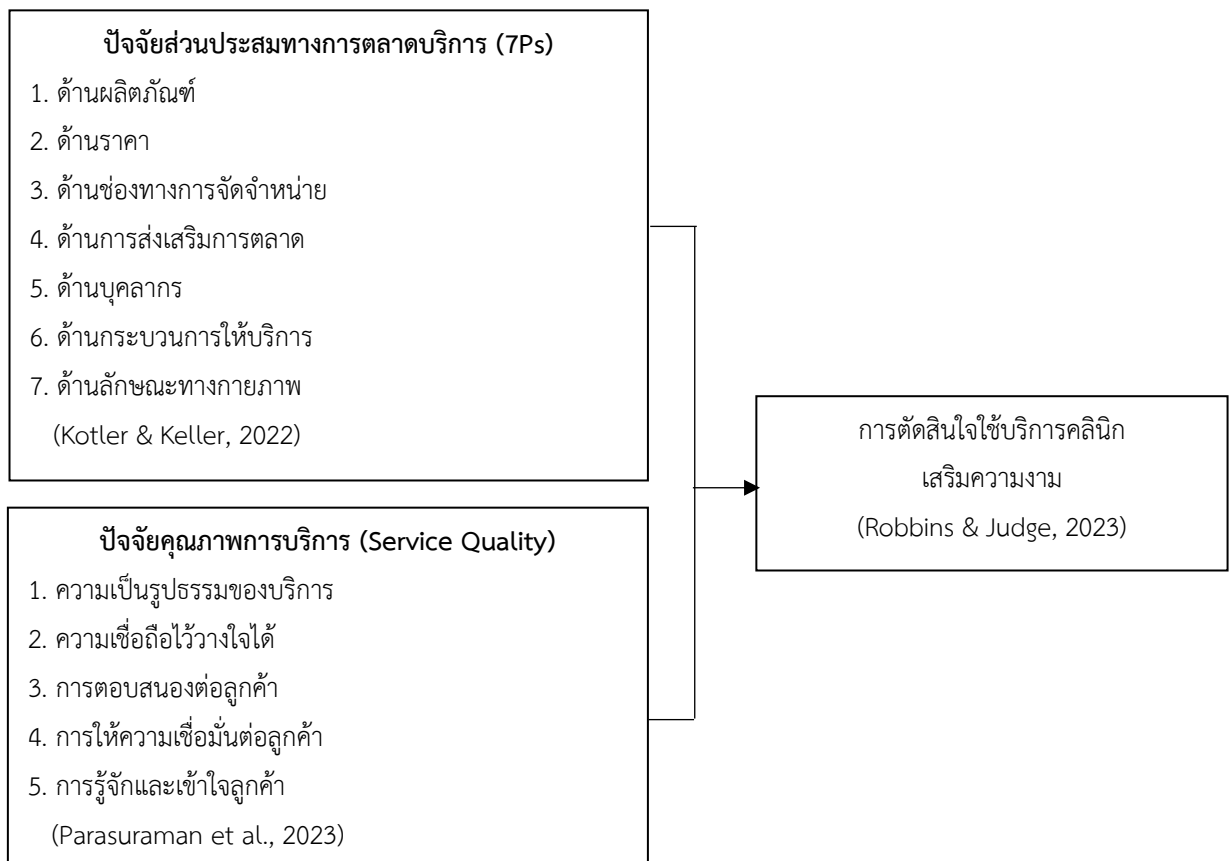 ปัจจัยส่วนประสมทางการตลาดบริการ (7Ps)
1. ด้านผลิตภัณฑ์
2. ด้านราคา
3. ด้านช่องทางการจัดจำหน่าย
4. ด้านการส่งเสริมการตลาด
5. ด้านบุคลากร
6. ด้านกระบวนการให้บริการ
7. ด้านลักษณะทางกายภาพ
(Kotler & Keller, 2022)
ปัจจัยคุณภาพการบริการ (Service Quality)
1. ความเป็นรูปธรรมของบริการ
2. ความเชื่อถือไว้วางใจได้
3. การตอบสนองต่อลูกค้า
4. การให้ความเชื่อมั่นต่อลูกค้า
5. การรู้จักและเข้าใจลูกค้า
(Parasuraman et al., 2023)
การตัดสินใจใช้บริการคลินิก
เสริมความงาม
(Robbins & Judge, 2023)